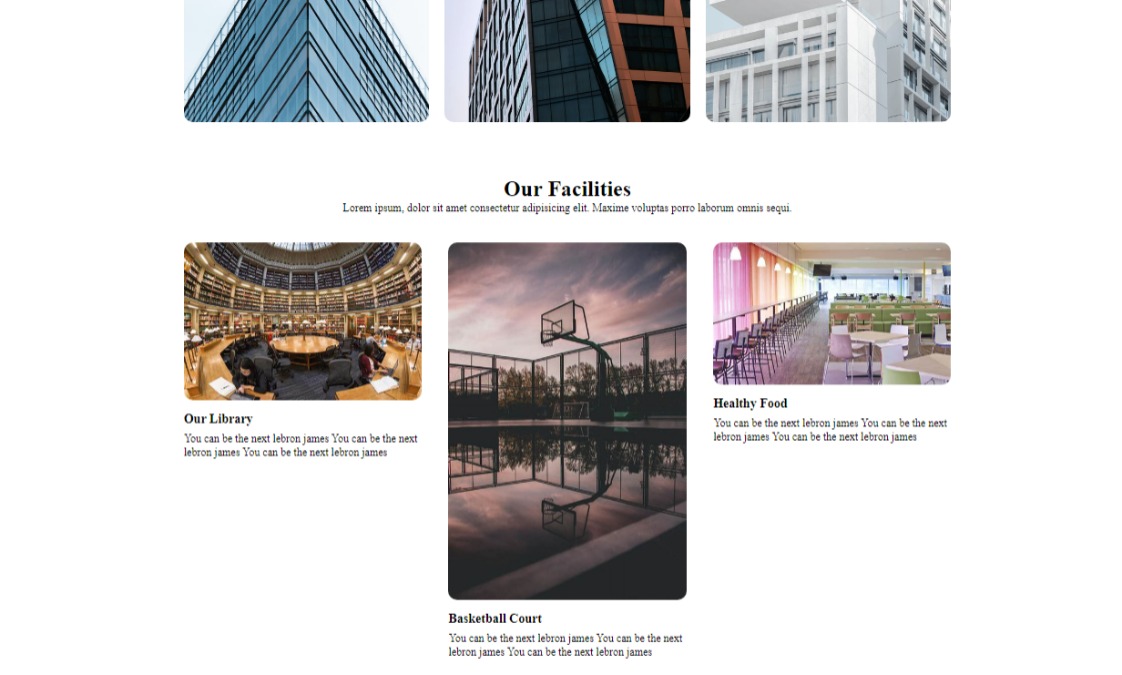 Our Facilities
Lorem ipsum, dolor sit amet consectetur adipisicing elit. Maxime voluptas porro laborum omnis sequi.
Our Library
You can be the next lebron james You can be the next
lebron james You can be the next lebron james
Basketball Court
You can be the next lebron james You can be the next
lebron james You can be the next lebron james
Healthy Food
You can be the next lebron james You can be the next
lebron james You can be the next lebron james